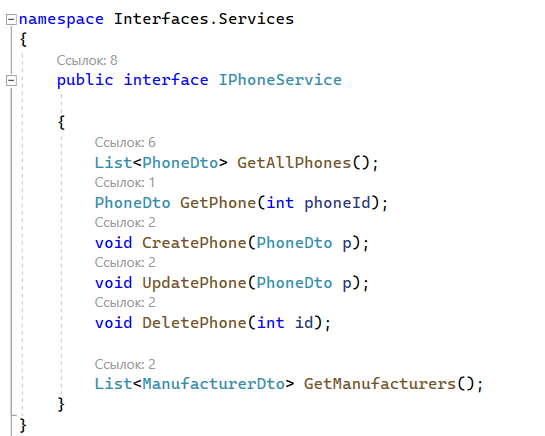 namespace Interfaces.Services
{
Ссылок: 8
public interface IPhoneService
{
Ссылок: 6
List<PhoneDto> GetAllPhones();
Ссылок: 1
PhoneDto GetPhone(int phoneId);
Ссылок: 2
void CreatePhone(PhoneDto p);
Ссылок: 2
void UpdatePhone(PhoneDto p);
Ссылок: 2
void DeletePhone(int id);
Ссылок: 2
List<ManufacturerDto> GetManufacturers();
}
}